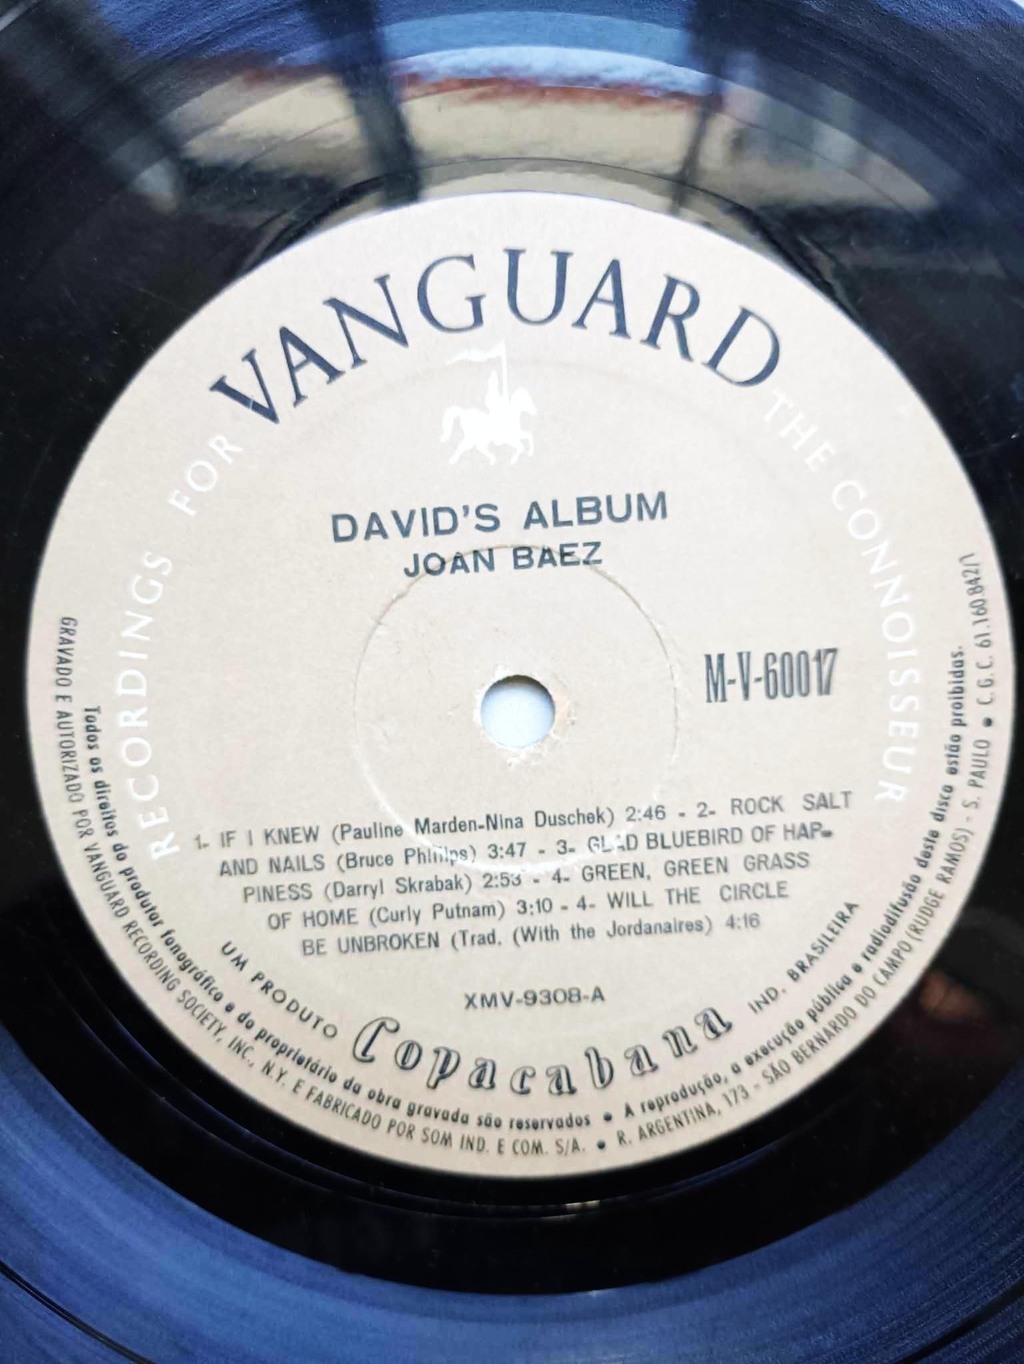 VANGUARD
RECORDINGS FOR THE CONNOISSEUR
DAVID'S ALBUM
JOAN BAEZ
M-V-60017
1- IF I KNEW (Pauline Marden-Nina Duschek) 2:46 - 2- ROCK SALT
AND NAILS (Bruce Phillips) 3:47 - 3- GLAD BLUEBIRD OF HAP-
PINESS (Darryl Skrabak) 2:53 - 4- GREEN, GREEN GRASS
OF HOME (Curly Putnam) 3:10 - 4- WILL THE CIRCLE
BE UNBROKEN (Trad. (With the Jordanaires) 4:16
XMV-9308-A
UM PRODUTO Copacabana IND. BRASILEIRA
Todos os direitos do produtor fonográfico e do proprietário da obra gravada são reservados • A reprodução, a execução pública e radiodifusão deste disco estão proibidas.
GRAVADO E AUTORIZADO POR VANGUARD RECORDING SOCIETY, INC., N.Y. E FABRICADO POR SOM IND. E COM. S/A. • R. ARGENTINA, 173 - SÃO BERNARDO DO CAMPO (RUDGE RAMOS) - S. PAULO • C.G.C. 61.160.842/1